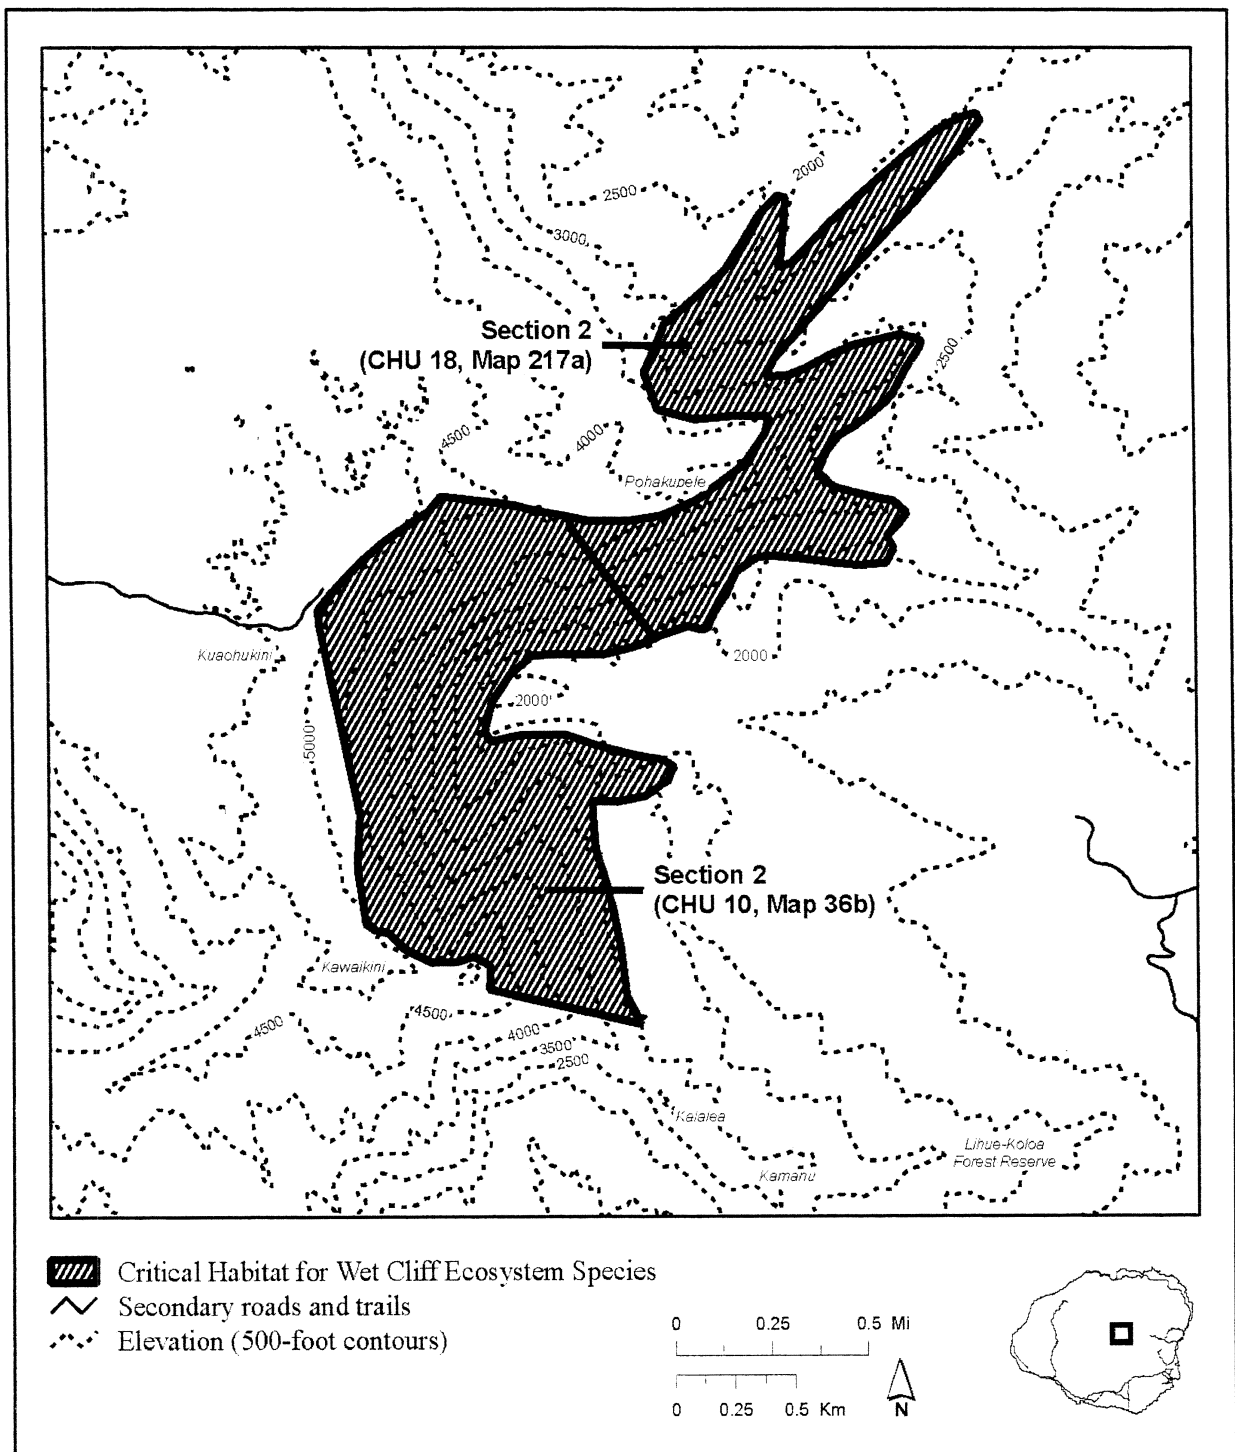 2000'
2500
3000
Section 2
(CHU 18, Map 217a)
2500
4500
4000
Pohakupele
Kuaohukini
2000
2000'
5000
Section 2
(CHU 10, Map 36b)
Kawaikini
4500
4500
4000
3500
2500
Kalalea
Lihue-Koloa
Forest Reserve
Kamanu
Critical Habitat for Wet Cliff Ecosystem Species
Secondary roads and trails
Elevation (500-foot contours)
0 0.25 0.5 Mi
0 0.25 0.5 Km
N